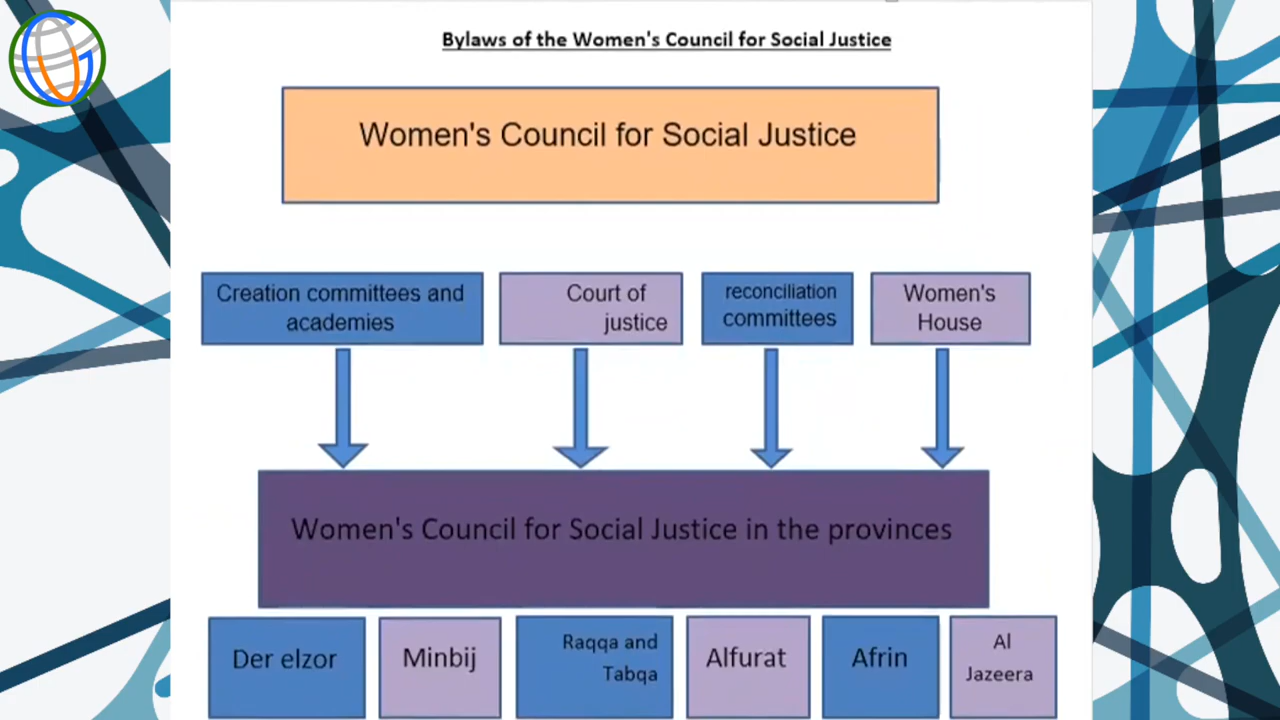 Bylaws of the Women's Council for Social Justice
Women's Council for Social Justice
Creation committees and
academies
Court of
justice
reconciliation
committees
Women's
House
Women's Council for Social Justice in the provinces
Der elzor
Minbij
Raqqa and
Tabqa
Alfurat
Afrin
Al
Jazeera